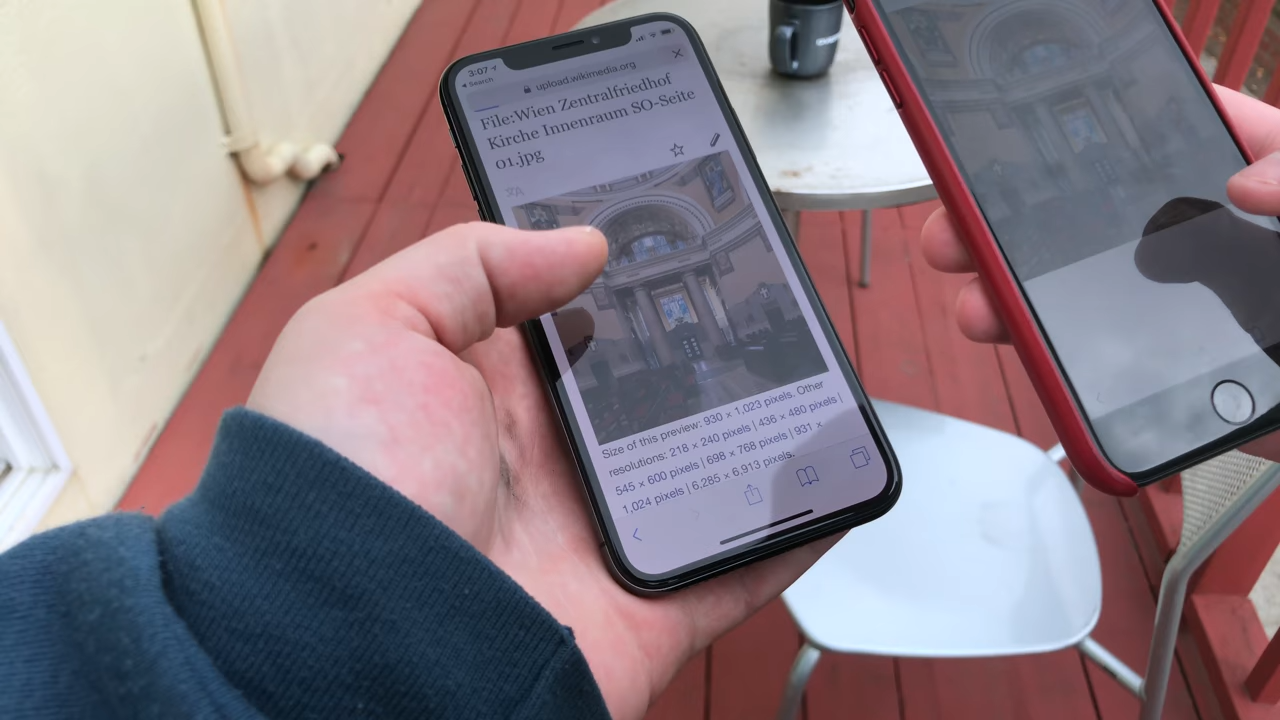 3:07
Search
upload.wikimedia.org
File:Wien Zentralfriedhof
Kirche Innenraum SO-Seite
01.jpg
Size of this preview: 930 × 1,023 pixels. Other
resolutions: 218 × 240 pixels | 436 × 480 pixels |
545 × 600 pixels | 698 × 768 pixels | 931 ×
1,024 pixels | 6,285 × 6,913 pixels.